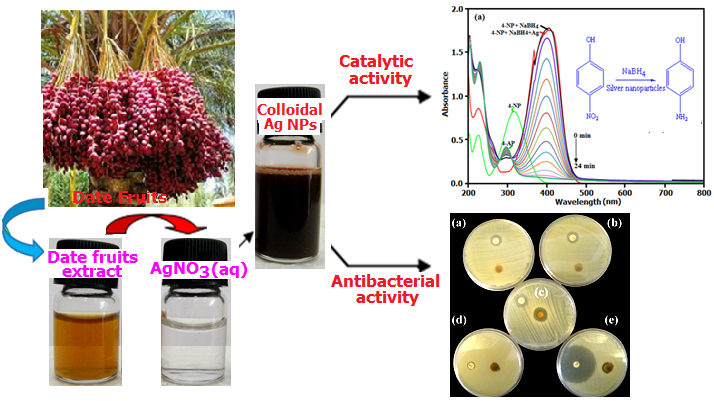 Date Fruits
Date fruits
extract
AgNO3(aq)
Colloidal
Ag NPs
Catalytic
activity
Antibacterial
activity
(a)
4-NP+ NaBH4
4-NP+ NaBH4+Ag
4-NP
4-AP
0 min
24 min
OH
NO2
NaBH4
Silver nanoparticles
OH
NH2
Absorbance
2.0
1.5
1.0
0.5
0.0
200
300
400
500
600
700
800
Wavelength (nm)
(a)
(b)
(c)
(d)
(e)